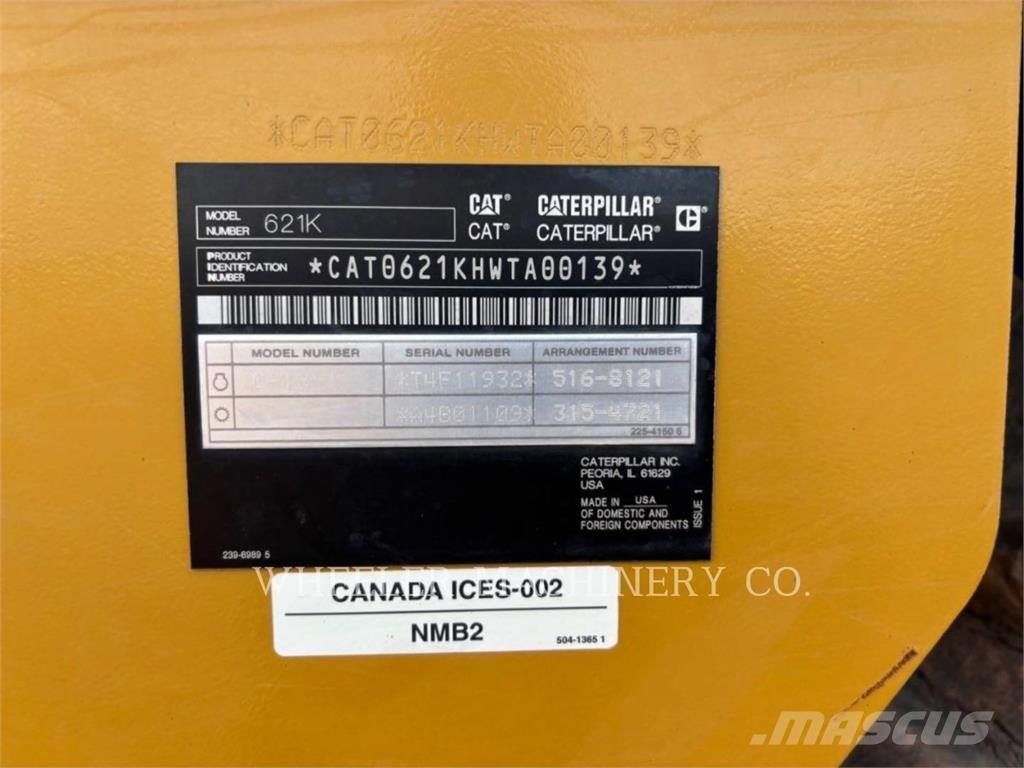 *CAT0621KHWTA00139*
MODEL NUMBER 621K
CAT® CATERPILLAR®
CAT® CATERPILLAR®
PRODUCT IDENTIFICATION NUMBER *CAT0621KHWTA00139*
MODEL NUMBER SERIAL NUMBER ARRANGEMENT NUMBER
*T4F11932* 516-8121
*A4B01109* 315-4721
225-4150 5
CATERPILLAR INC.
PEORIA, IL 61629
USA
MADE IN USA
OF DOMESTIC AND
FOREIGN COMPONENTS
ISSUE 1
239-6989 5
WHEELER MACHINERY CO.
CANADA ICES-002
NMB2
504-1365 1
MASCUS